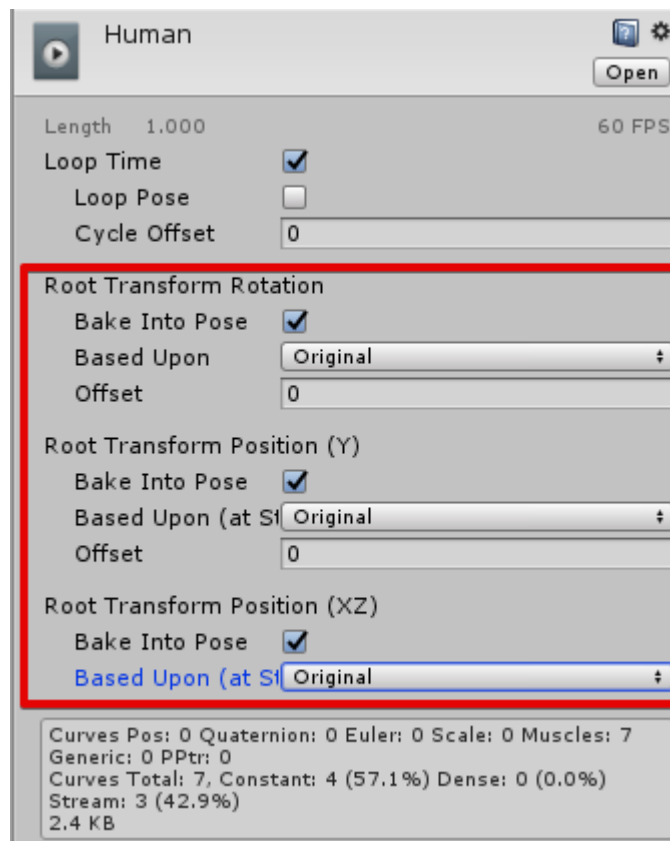 Human
Open
Length 1.000 60 FPS
Loop Time
Loop Pose
Cycle Offset 0
Root Transform Rotation
Bake Into Pose
Based Upon Original
Offset 0
Root Transform Position (Y)
Bake Into Pose
Based Upon (at St Original
Offset 0
Root Transform Position (XZ)
Bake Into Pose
Based Upon (at St Original
Curves Pos: 0 Quaternion: 0 Euler: 0 Scale: 0 Muscles: 7
Generic: 0 PPtr: 0
Curves Total: 7, Constant: 4 (57.1%) Dense: 0 (0.0%)
Stream: 3 (42.9%)
2.4 KB